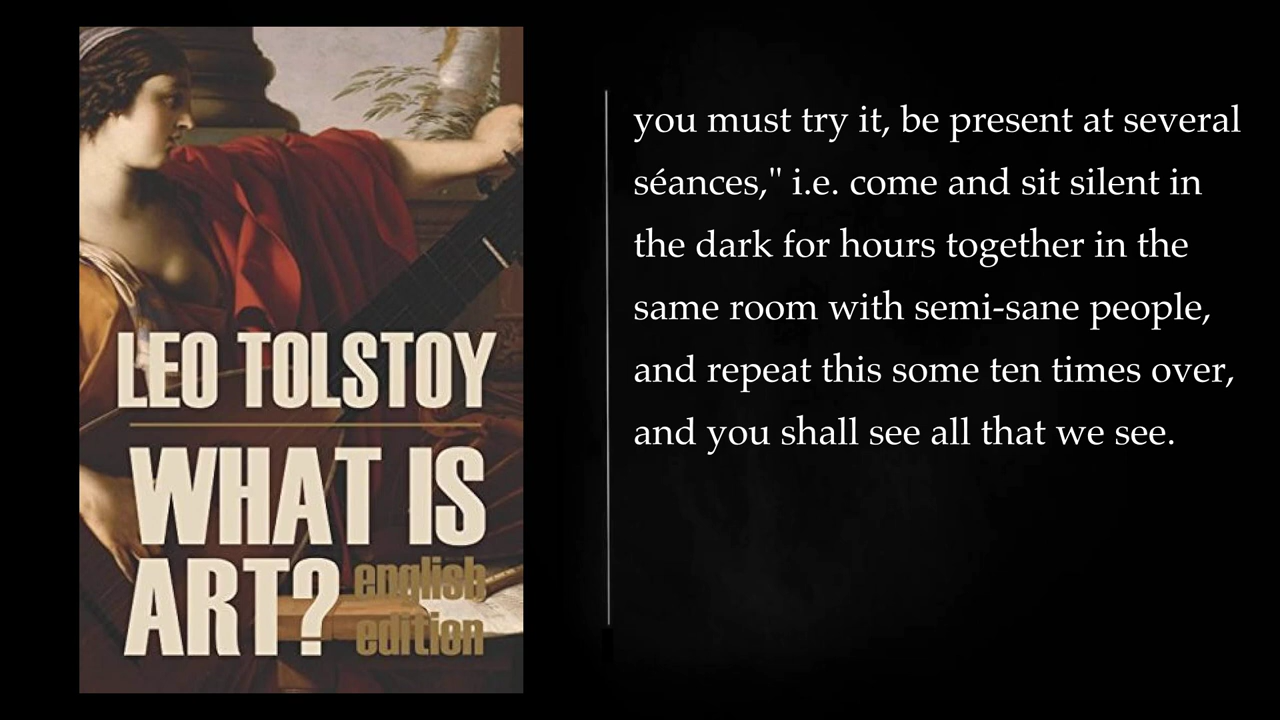 LEO TOLSTOY
WHAT IS
ART?
english
edition
you must try it, be present at several
séances," i.e. come and sit silent in
the dark for hours together in the
same room with semi-sane people,
and repeat this some ten times over,
and you shall see all that we see.